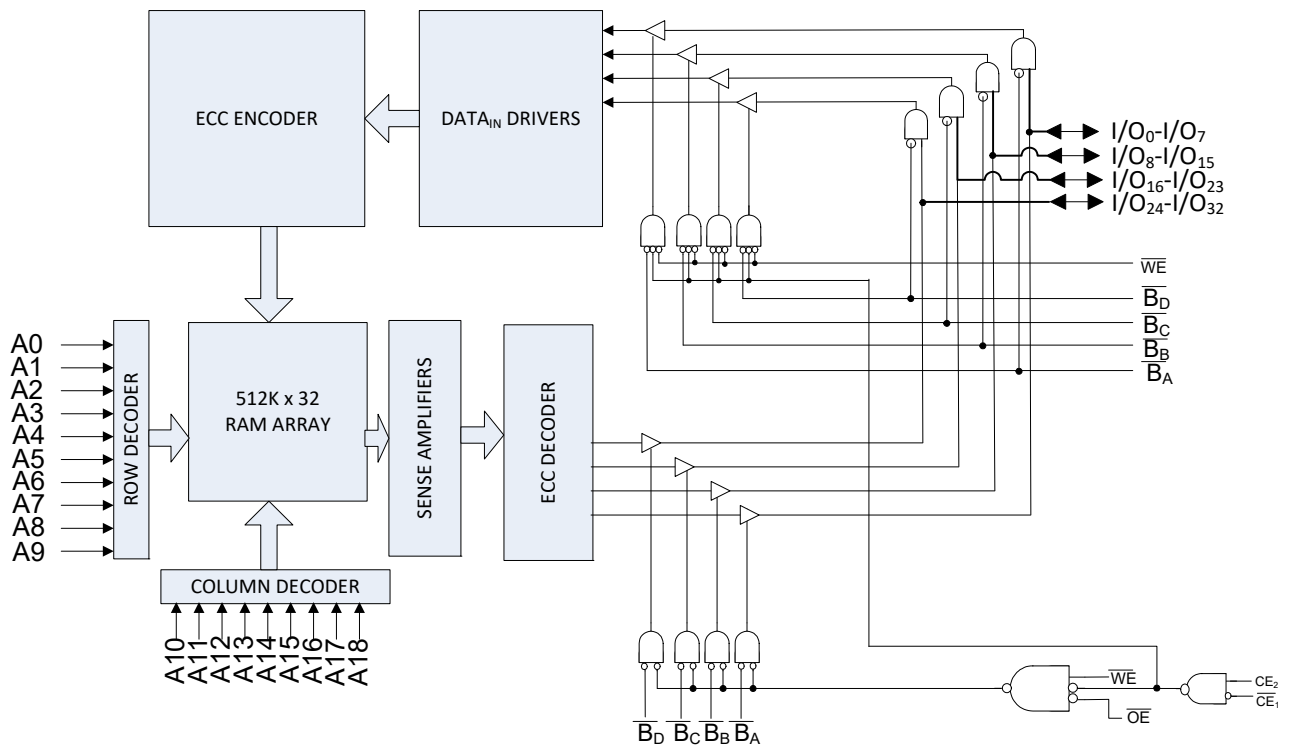 ECC ENCODER
DATAIN DRIVERS
I/O0-I/O7
I/O8-I/O15
I/O16-I/O23
I/O24-I/O32
WE
BD
BC
BB
BA
A0
A1
A2
A3
A4
A5
A6
A7
A8
A9
ROW DECODER
512K x 32
RAM ARRAY
SENSE AMPLIFIERS
ECC DECODER
COLUMN DECODER
A10
A11
A12
A13
A14
A15
A16
A17
A18
WE
OE
CE2
CE1
BD BC BB BA